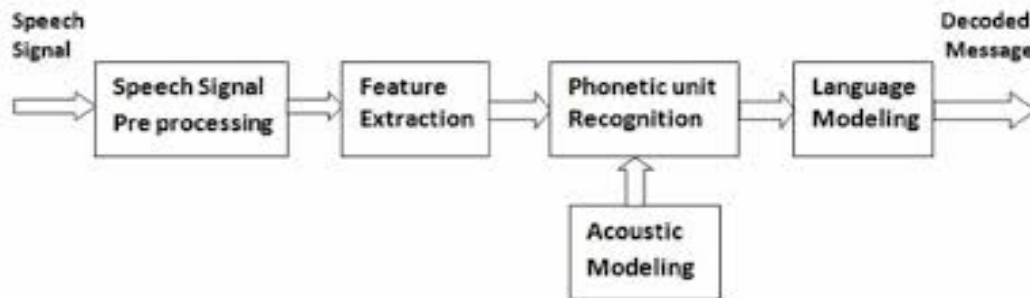 Speech
Signal
Speech Signal
Pre processing
Feature
Extraction
Phonetic unit
Recognition
Language
Modeling
Decoded
Message
Acoustic
Modeling